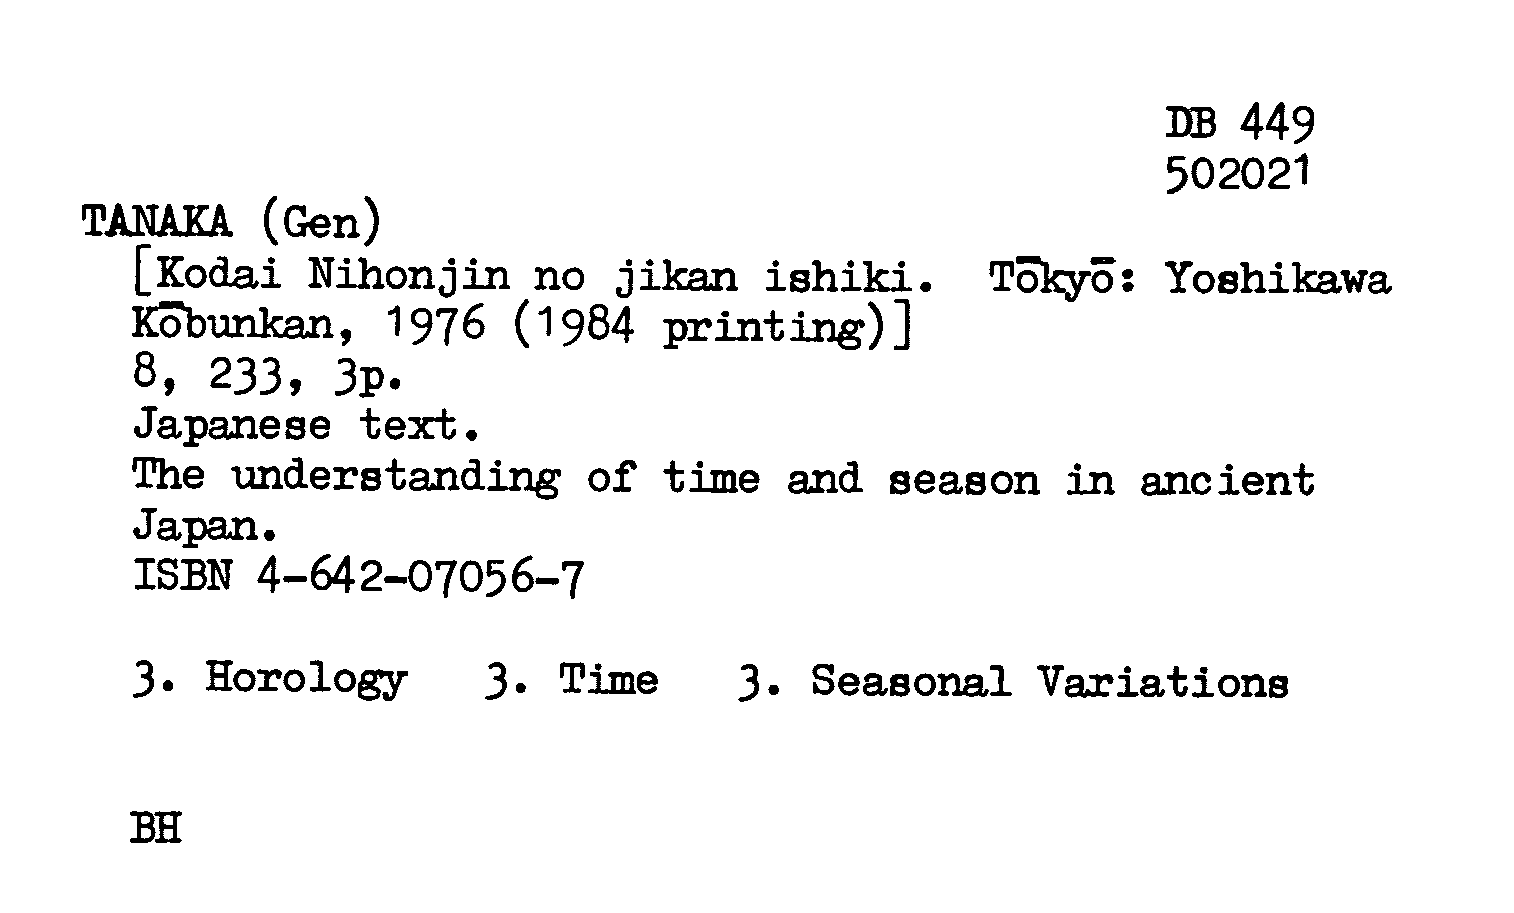 DB 449
502021
TANAKA (Gen)
[Kodai Nihonjin no jikan ishiki. Tōkyō: Yoshikawa
Kōbunkan, 1976 (1984 printing)]
8, 233, 3p.
Japanese text.
The understanding of time and season in ancient
Japan.
ISBN 4-642-07056-7
3. Horology 3. Time 3. Seasonal Variations
BH